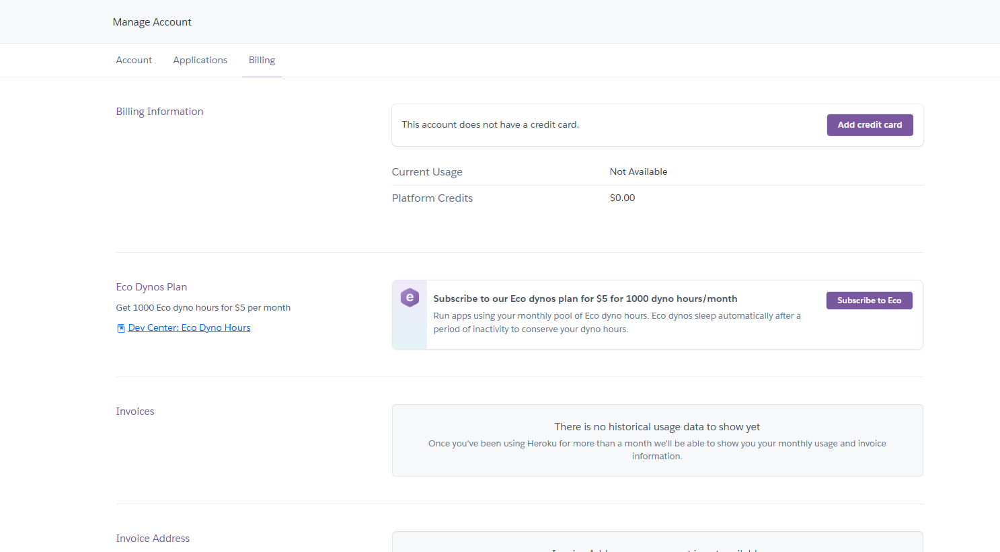 Manage Account
Account
Applications
Billing
Billing Information
This account does not have a credit card.
Add credit card
Current Usage
Not Available
Platform Credits
$0.00
Eco Dynos Plan
Get 1000 Eco dyno hours for $5 per month
Dev Center: Eco Dyno Hours
e
Subscribe to our Eco dynos plan for $5 for 1000 dyno hours/month
Run apps using your monthly pool of Eco dyno hours. Eco dynos sleep automatically after a
period of inactivity to conserve your dyno hours.
Subscribe to Eco
Invoices
There is no historical usage data to show yet
Once you've been using Heroku for more than a month we'll be able to show you your monthly usage and invoice
information.
Invoice Address